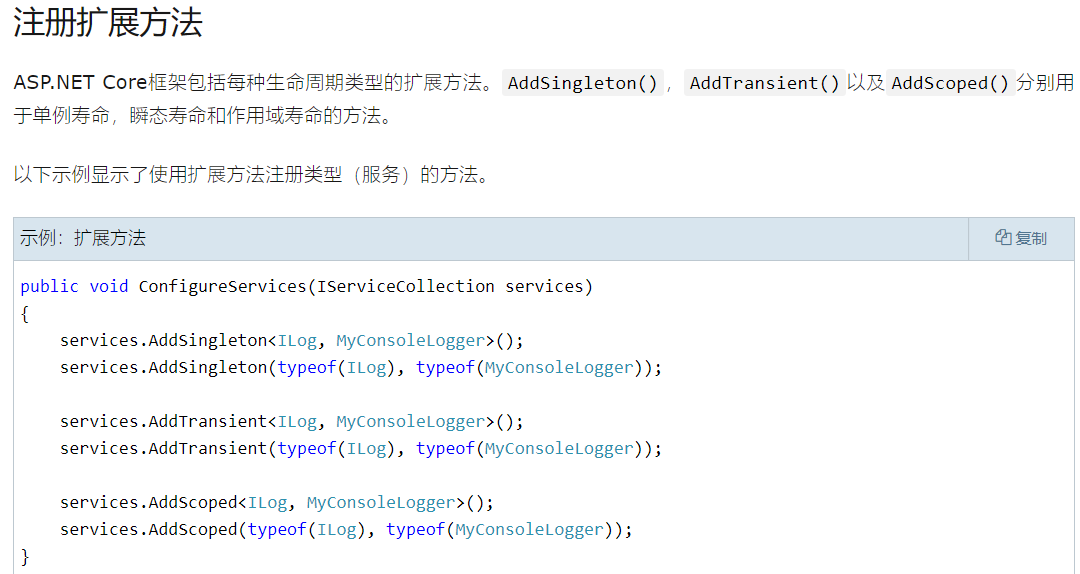 注册扩展方法
ASP.NET Core框架包括每种生命周期类型的扩展方法。AddSingleton()，AddTransient()以及AddScoped()分别用
于单例寿命，瞬态寿命和作用域寿命的方法。
以下示例显示了使用扩展方法注册类型（服务）的方法。
示例：扩展方法 复制
public void ConfigureServices(IServiceCollection services)
{
    services.AddSingleton<ILog, MyConsoleLogger>();
    services.AddSingleton(typeof(ILog), typeof(MyConsoleLogger));

    services.AddTransient<ILog, MyConsoleLogger>();
    services.AddTransient(typeof(ILog), typeof(MyConsoleLogger));

    services.AddScoped<ILog, MyConsoleLogger>();
    services.AddScoped(typeof(ILog), typeof(MyConsoleLogger));
}